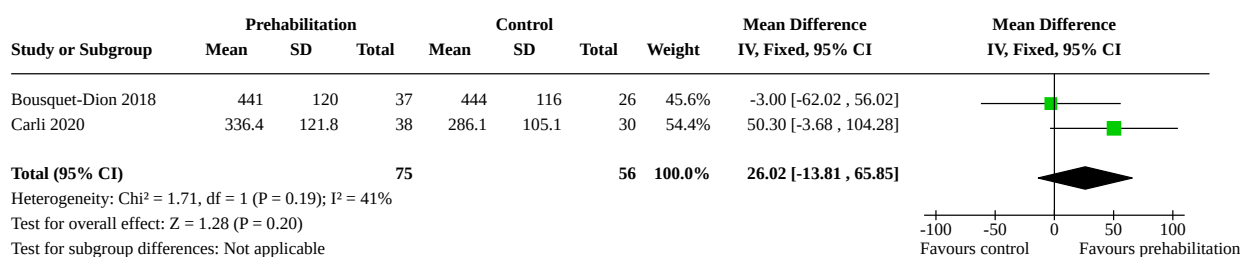 Prehabilitation Control Mean Difference Mean Difference
Study or Subgroup Mean SD Total Mean SD Total Weight IV, Fixed, 95% CI IV, Fixed, 95% CI
Bousquet-Dion 2018 441 120 37 444 116 26 45.6% -3.00 [-62.02 , 56.02]
Carli 2020 336.4 121.8 38 286.1 105.1 30 54.4% 50.30 [-3.68 , 104.28]
Total (95% CI) 75 56 100.0% 26.02 [-13.81 , 65.85]
Heterogeneity: Chi² = 1.71, df = 1 (P = 0.19); I² = 41%
Test for overall effect: Z = 1.28 (P = 0.20)
-100 -50 0 50 100
Test for subgroup differences: Not applicable Favours control Favours prehabilitation